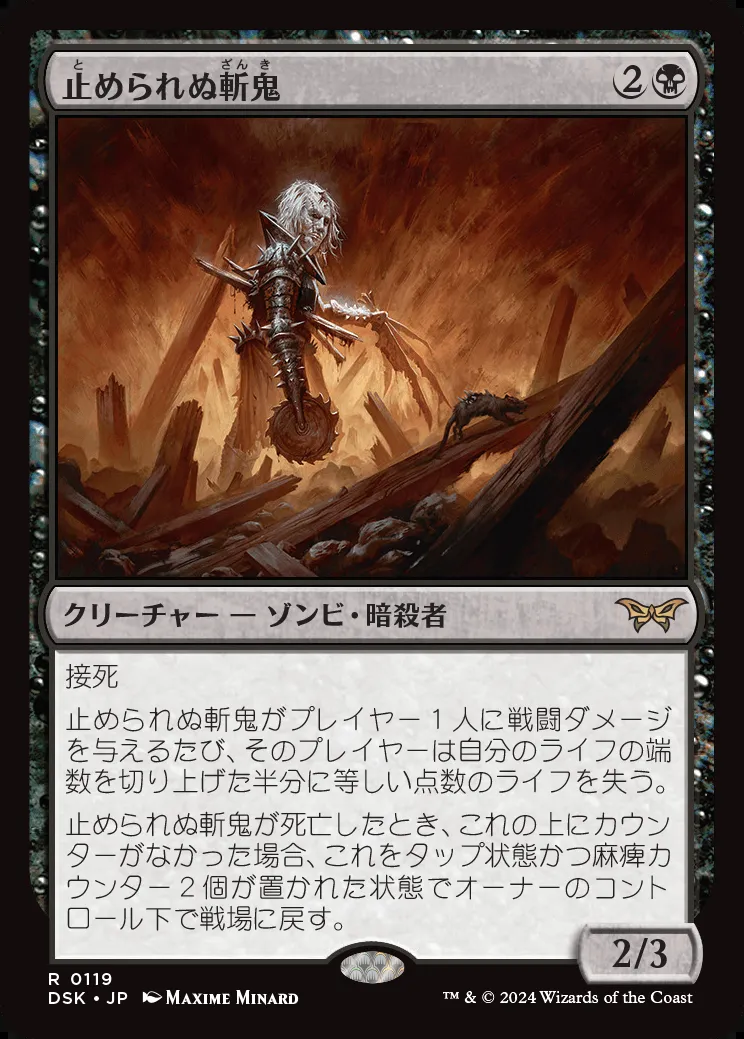 止められぬ斬鬼
と ざん き
2
クリーチャー — ゾンビ・暗殺者
接死
止められぬ斬鬼がプレイヤー１人に戦闘ダメージ
を与えるたび、そのプレイヤーは自分のライフの端
数を切り上げた半分に等しい点数のライフを失う。
止められぬ斬鬼が死亡したとき、これの上にカウン
ターがなかった場合、これをタップ状態かつ麻痺カ
ウンター２個が置かれた状態でオーナーのコント
ロール下で戦場に戻す。
2/3
R 0119
DSK • JP MAXIME MINARD
™ & © 2024 Wizards of the Coast